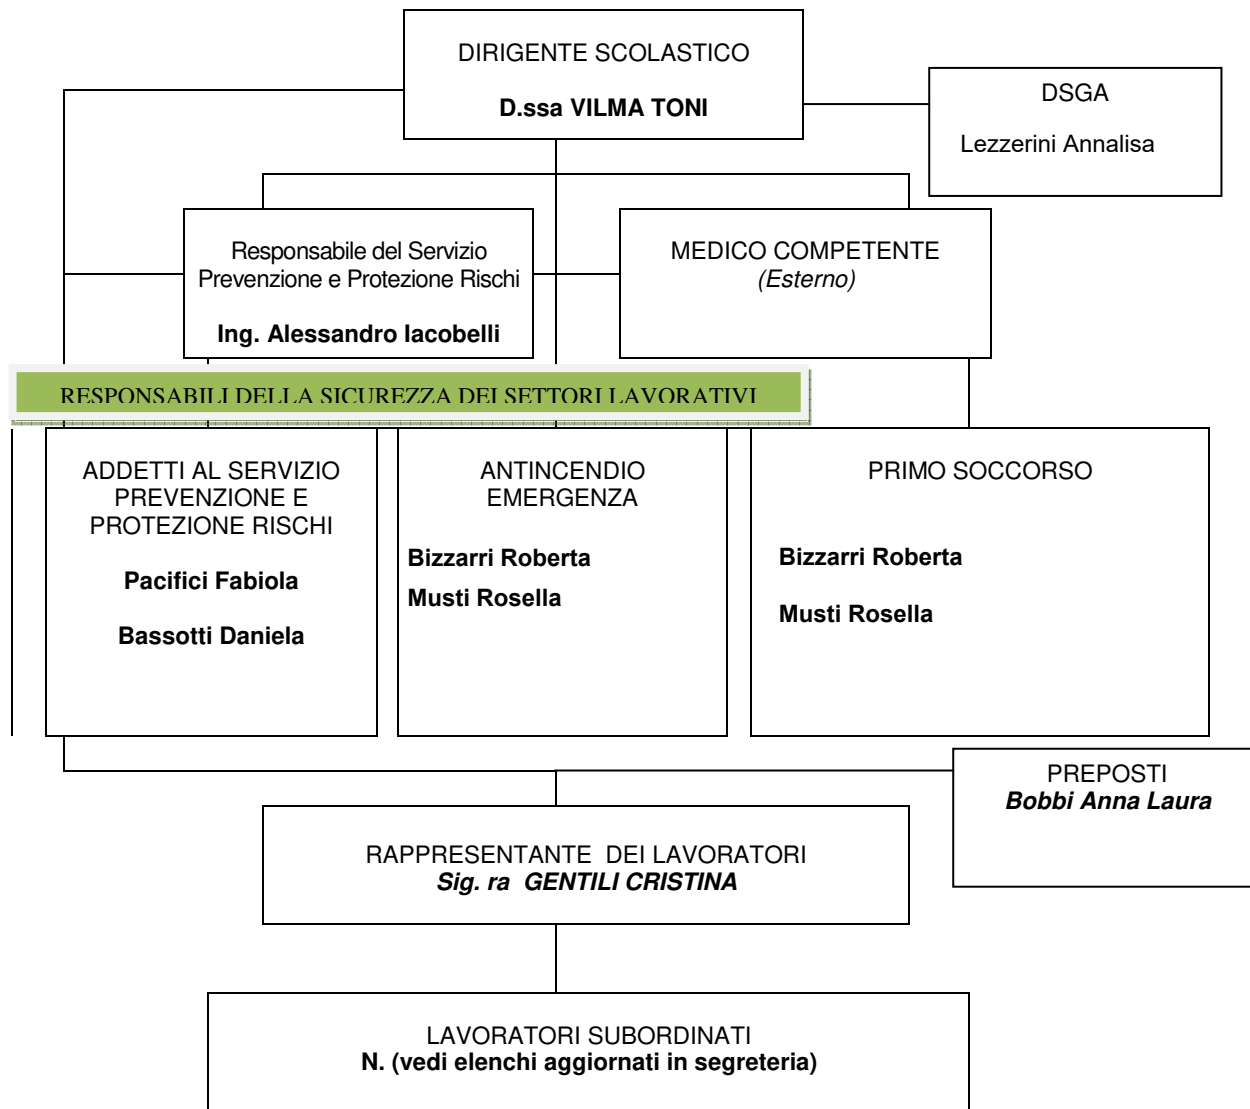 DIRIGENTE SCOLASTICO
D.ssa VILMA TONI
DSGA
Lezzerini Annalisa
Responsabile del Servizio
Prevenzione e Protezione Rischi
Ing. Alessandro Iacobelli
MEDICO COMPETENTE
(Esterno)
RESPONSABILI DELLA SICUREZZA DEI SETTORI LAVORATIVI
ADDETTI AL SERVIZIO
PREVENZIONE E
PROTEZIONE RISCHI
Pacifici Fabiola
Bassotti Daniela
ANTINCENDIO
EMERGENZA
Bizzarri Roberta
Musti Rosella
PRIMO SOCCORSO
Bizzarri Roberta
Musti Rosella
PREPOSTI
Bobbi Anna Laura
RAPPRESENTANTE DEI LAVORATORI
Sig. ra GENTILI CRISTINA
LAVORATORI SUBORDINATI
N. (vedi elenchi aggiornati in segreteria)